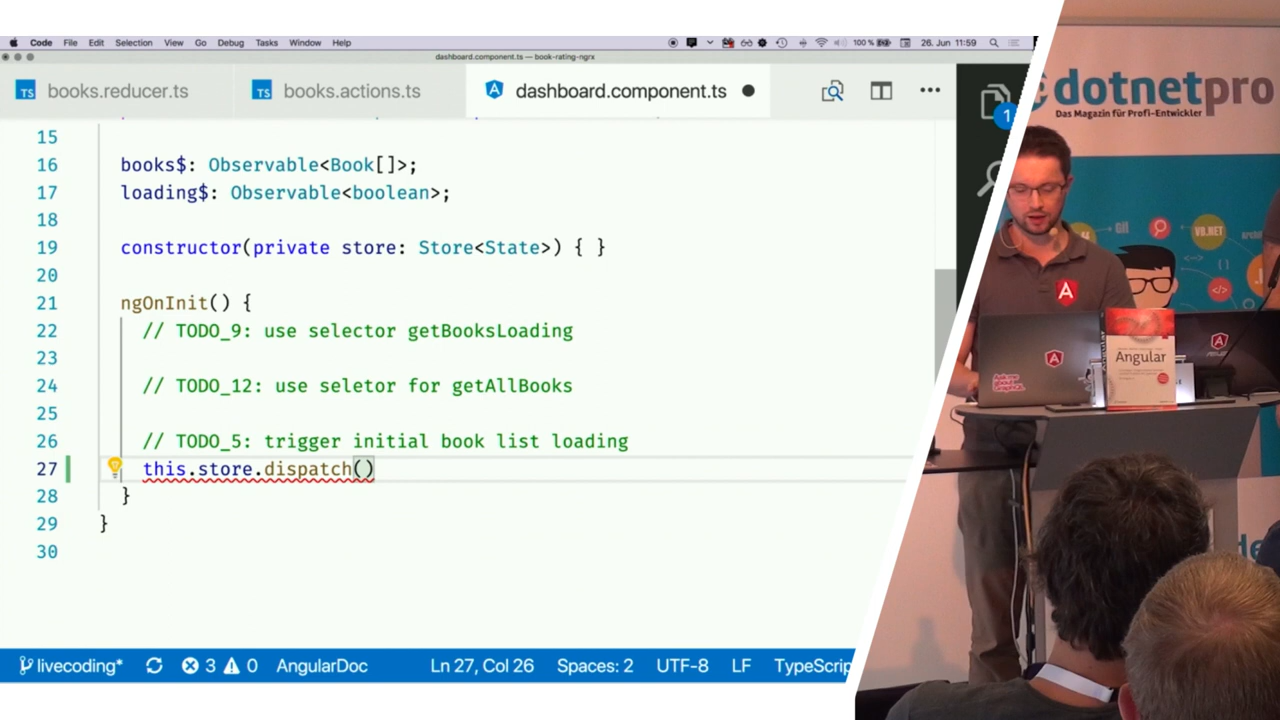 Code File Edit Selection View Go Debug Tasks Window Help 100 % 26. Jun 11:59
dashboard.component.ts — book-rating-ngrx
TS books.reducer.ts TS books.actions.ts dashboard.component.ts
1
15
16 books$: Observable<Book[]>;
17 loading$: Observable<boolean>;
18
19 constructor(private store: Store<State>) { }
20
21 ngOnInit() {
22 // TODO_9: use selector getBooksLoading
23
24 // TODO_12: use seletor for getAllBooks
25
26 // TODO_5: trigger initial book list loading
27 this.store.dispatch()
28 }
29 }
30
livecoding* 3 0 AngularDoc Ln 27, Col 26 Spaces: 2 UTF-8 LF TypeScrip
dotnetpro
Das Magazin für Profi-Entwickler
git
VB.NET
</>
A
Angular